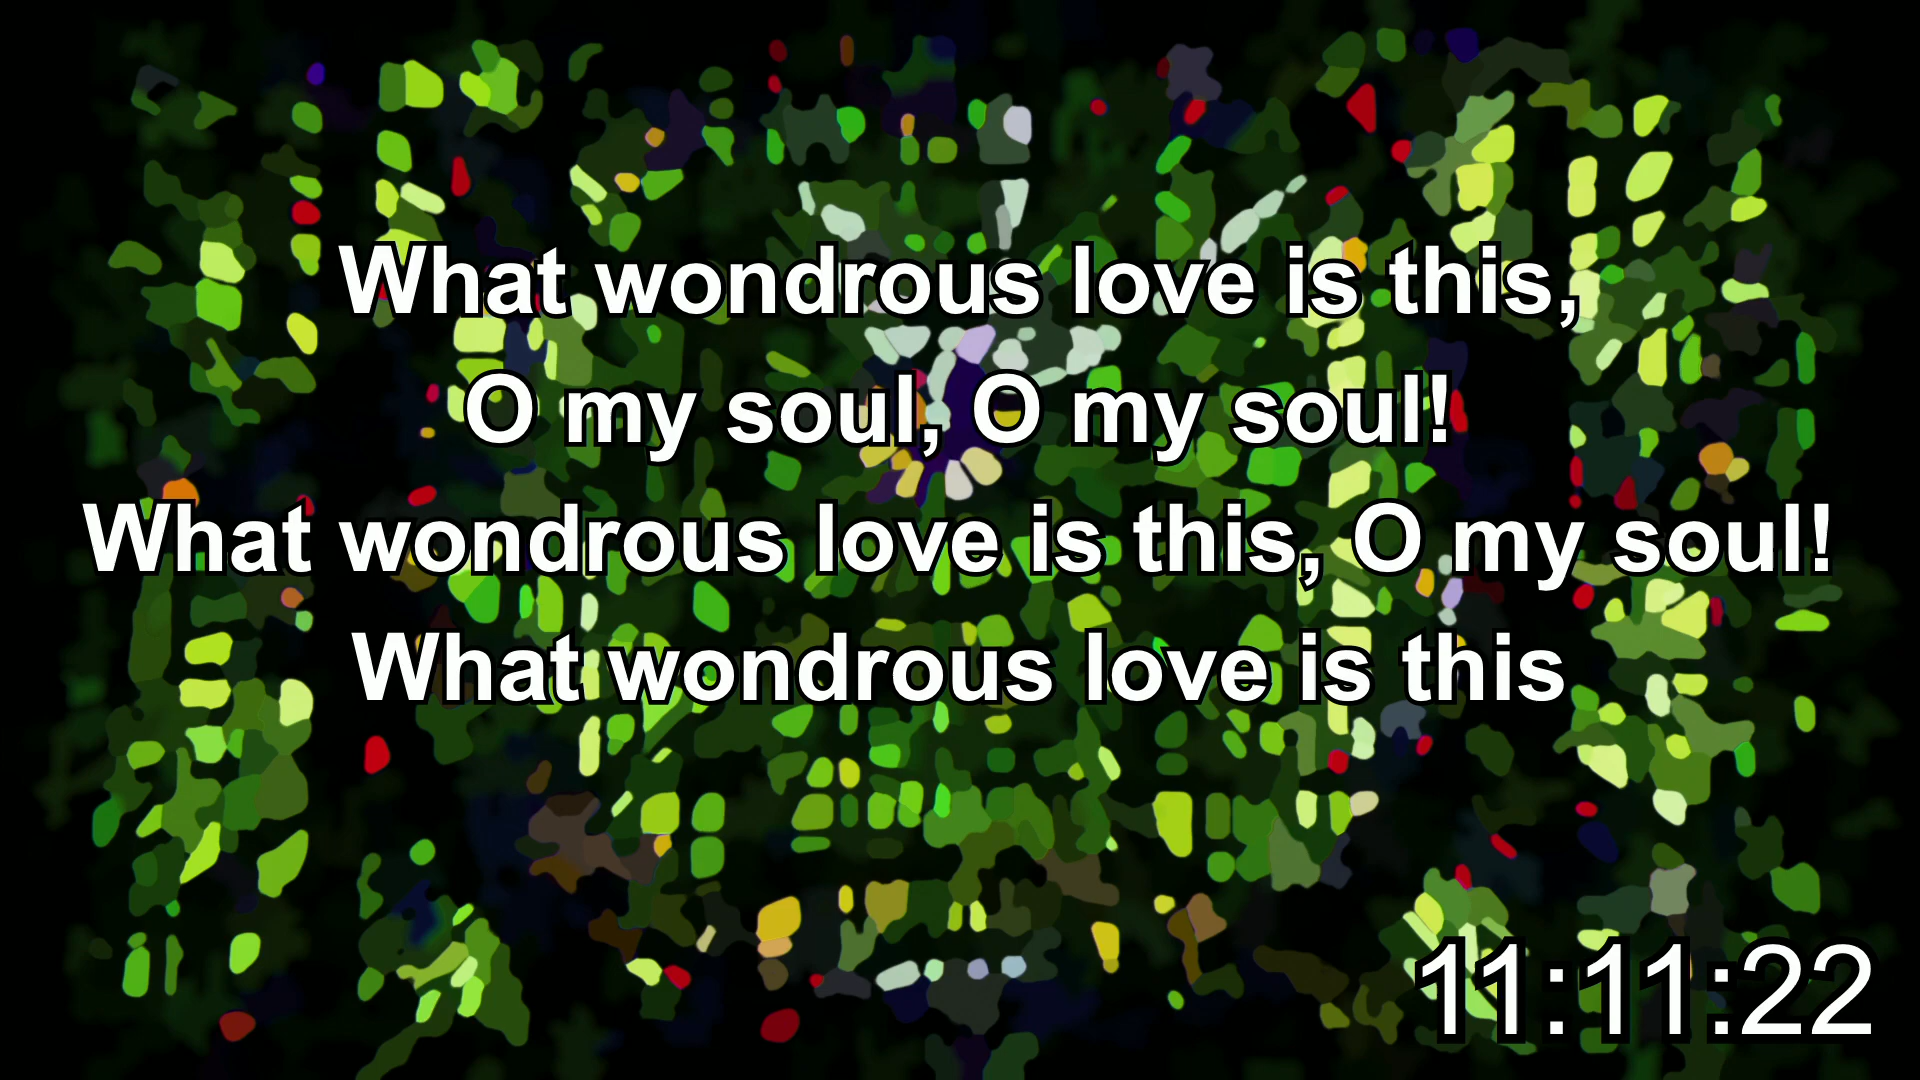 What wondrous love is this,
O my soul, O my soul!
What wondrous love is this, O my soul!
What wondrous love is this
11:11:22